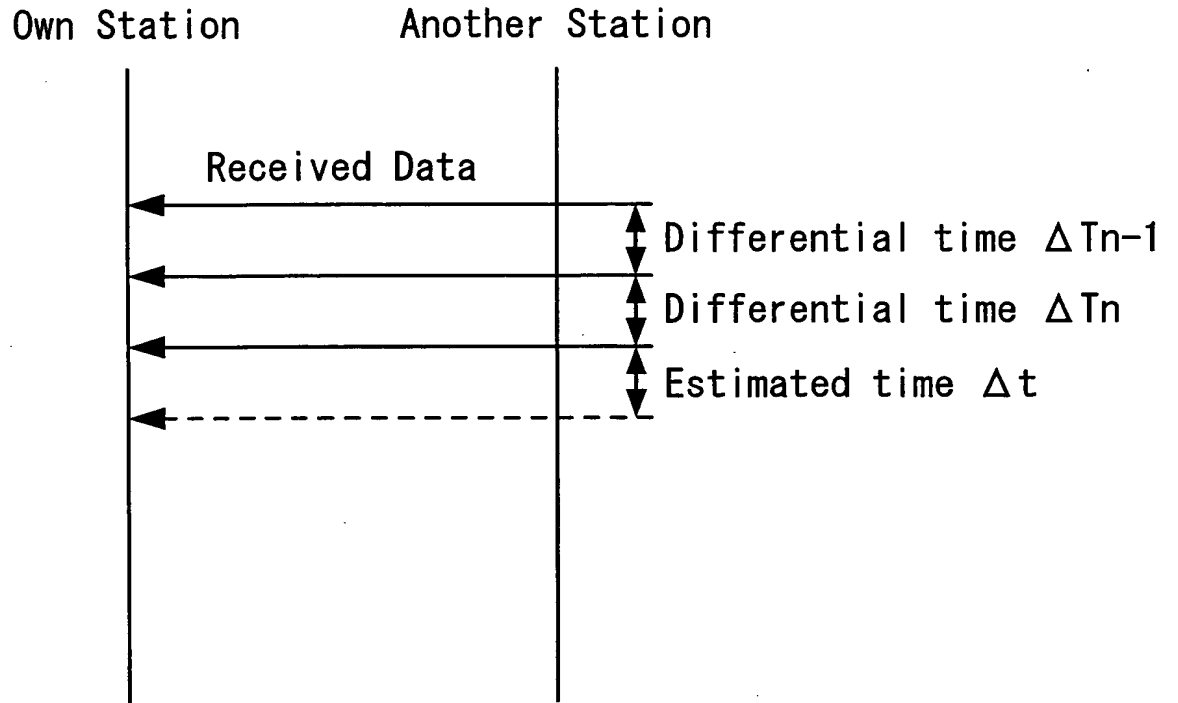 Own Station
Another Station
Received Data
Differential time ΔTn-1
Differential time ΔTn
Estimated time Δt